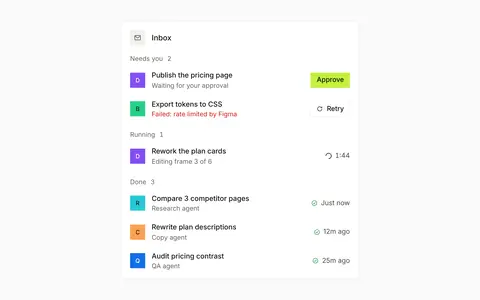 Inbox
Needs you 2
D
Publish the pricing page
Waiting for your approval
Approve
B
Export tokens to CSS
Failed: rate limited by Figma
Retry
Running 1
D
Rework the plan cards
Editing frame 3 of 6
1:44
Done 3
R
Compare 3 competitor pages
Research agent
Just now
C
Rewrite plan descriptions
Copy agent
12m ago
Q
Audit pricing contrast
QA agent
25m ago